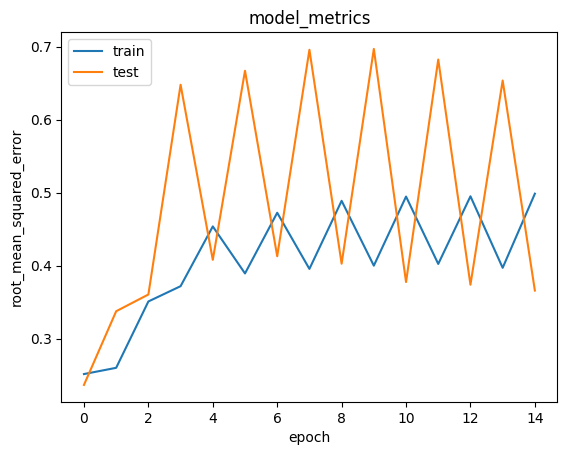 model_metrics
train
test
root_mean_squared_error
0.7
0.6
0.5
0.4
0.3
0 2 4 6 8 10 12 14
epoch